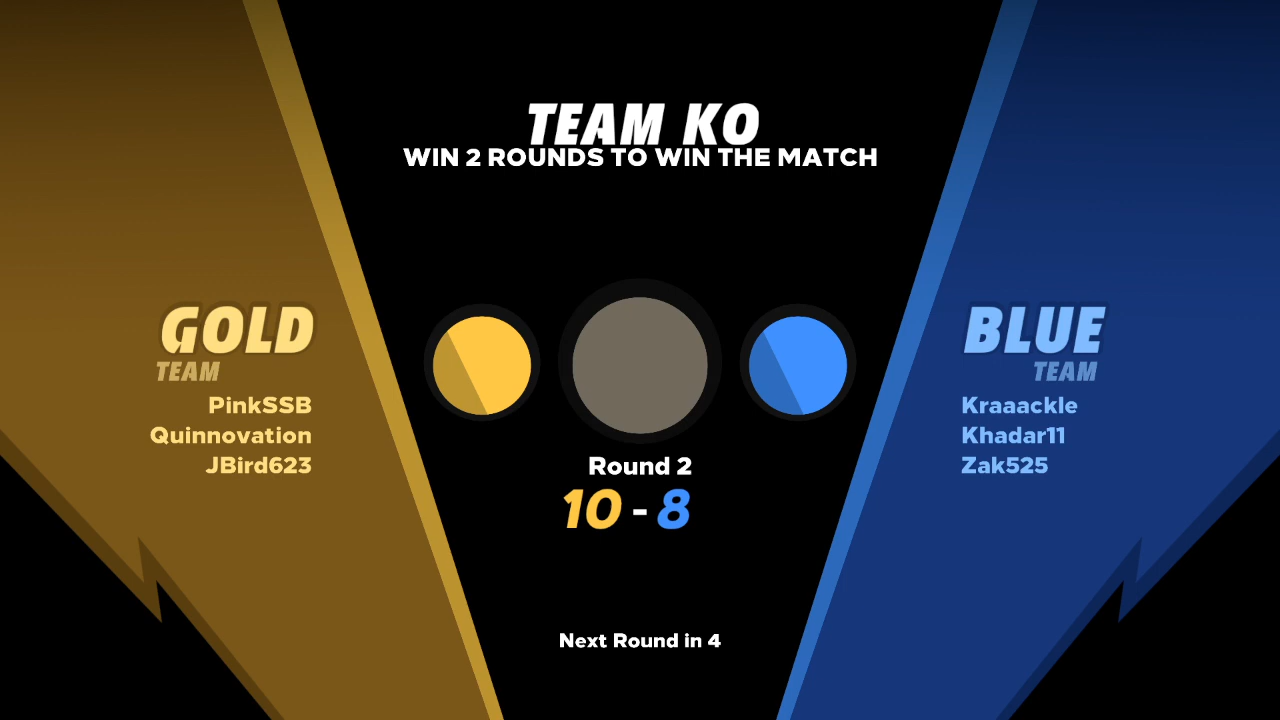 TEAM KO
WIN 2 ROUNDS TO WIN THE MATCH
GOLD
TEAM
PinkSSB
Quinnovation
JBird623
Round 2
10 - 8
Next Round in 4
BLUE
TEAM
Kraaackle
Khadar11
Zak525